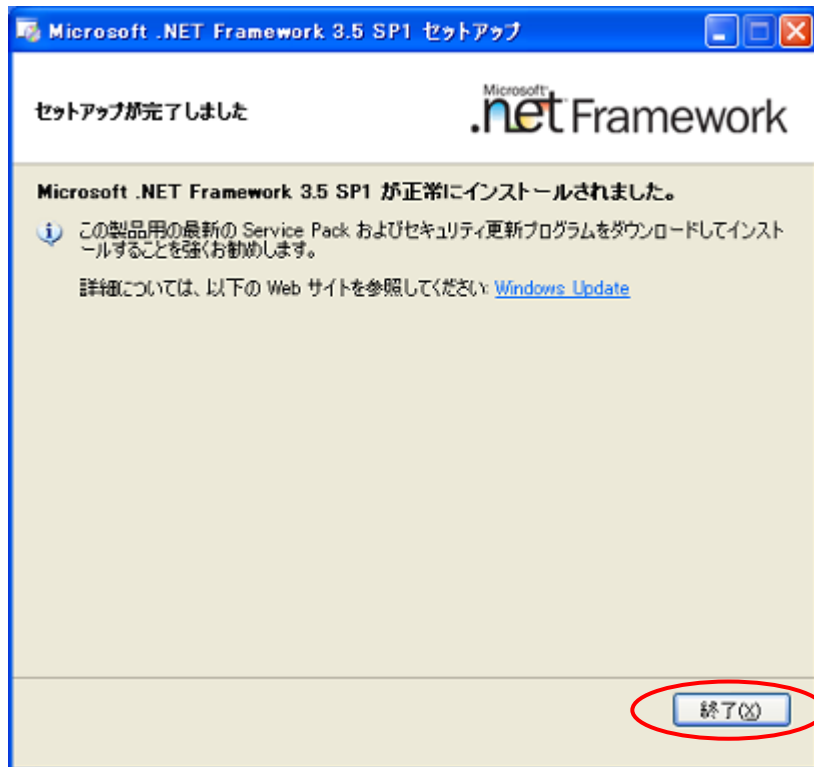 Microsoft .NET Framework 3.5 SP1 セットアップ
セットアップが完了しました
Microsoft
.net Framework
Microsoft .NET Framework 3.5 SP1 が正常にインストールされました。
この製品用の最新の Service Pack およびセキュリティ更新プログラムをダウンロードしてインスト
ールすることを強くお勧めします。
詳細については、以下の Web サイトを参照してください: Windows Update
終了(X)